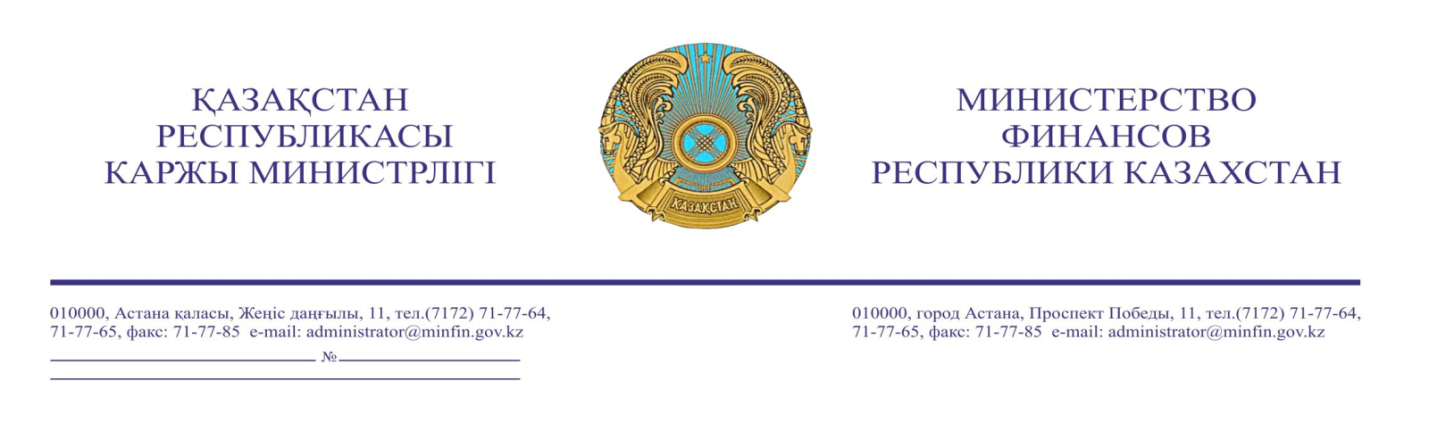 ҚАЗАҚСТАН
РЕСПУБЛИКАСЫ
КАРЖЫ МИНИСТРЛІГІ
ҚАЗАҚСТАН
МИНИСТЕРСТВО
ФИНАНСОВ
РЕСПУБЛИКИ КАЗАХСТАН
010000, Астана қаласы, Жеңіс даңғылы, 11, тел.(7172) 71-77-64,
71-77-65, факс: 71-77-85 e-mail: administrator@minfin.gov.kz
№
010000, город Астана, Проспект Победы, 11, тел.(7172) 71-77-64,
71-77-65, факс: 71-77-85 e-mail: administrator@minfin.gov.kz